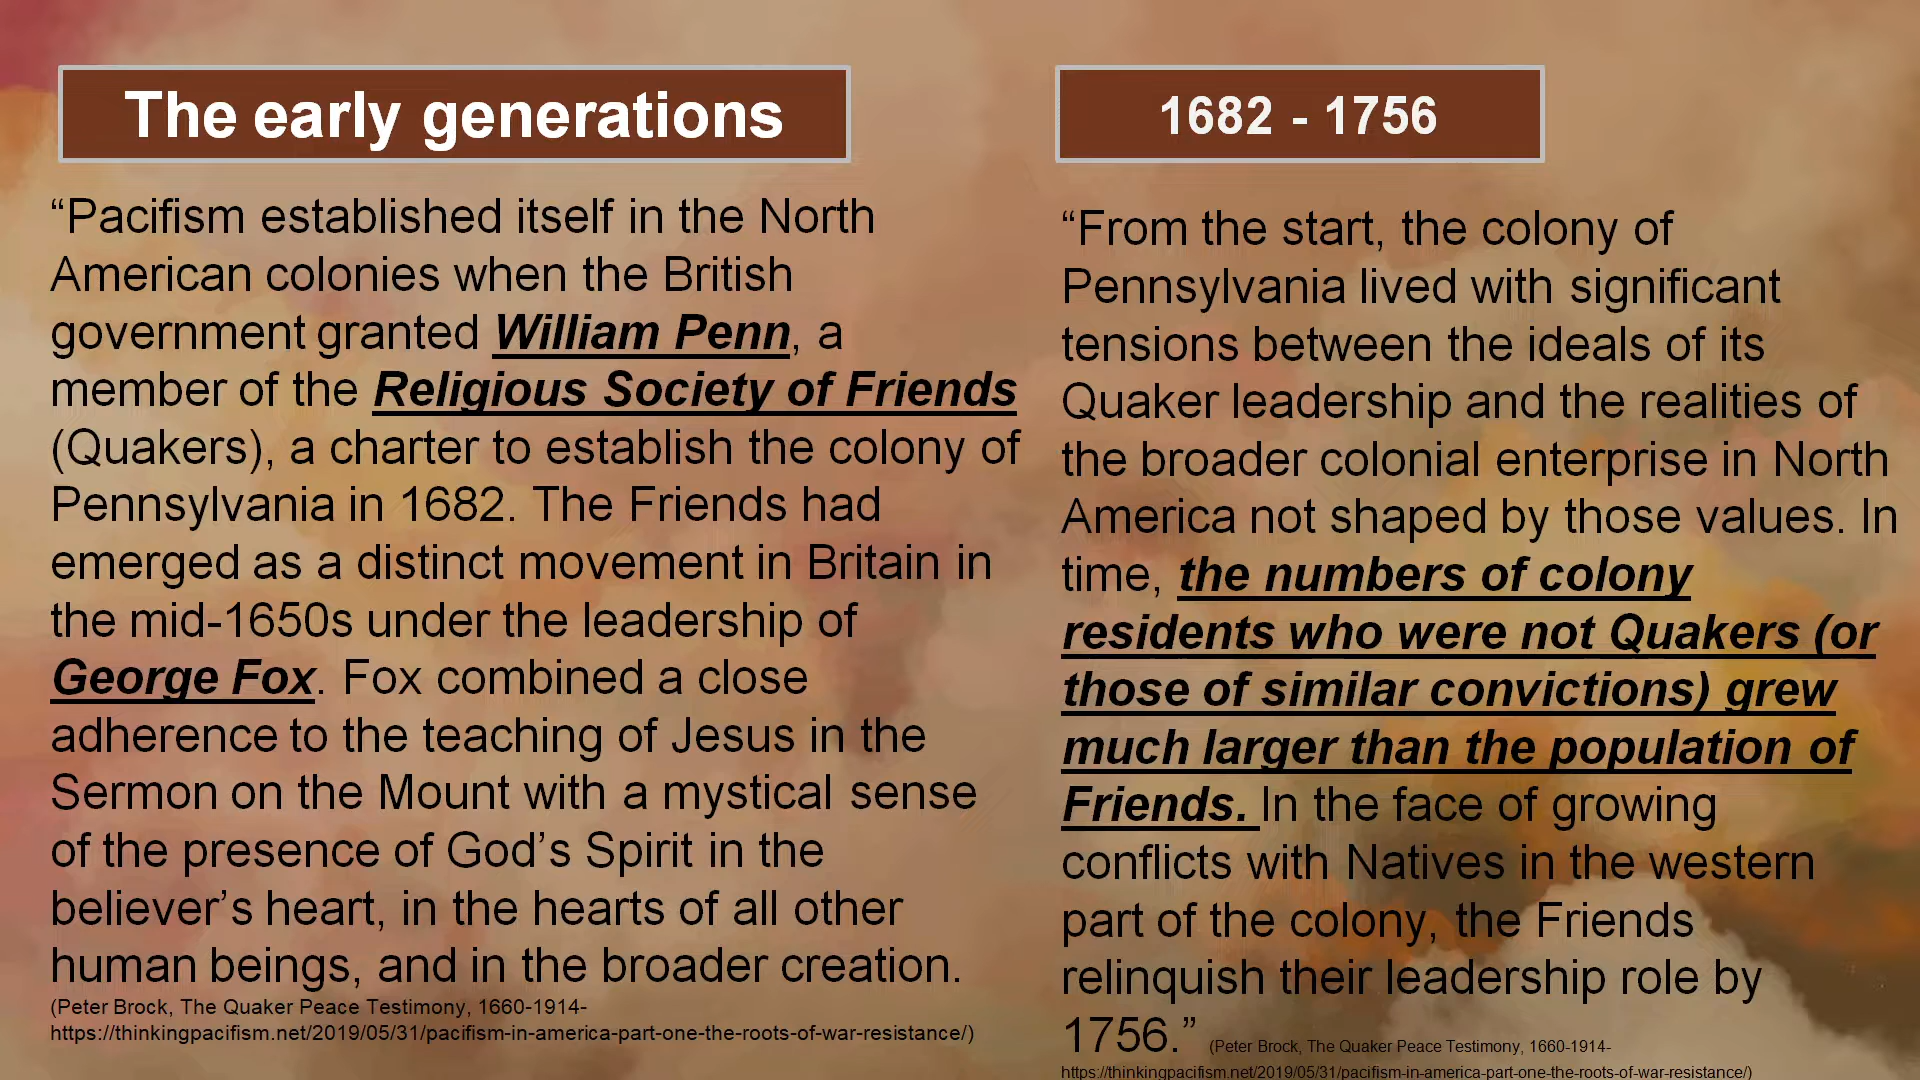 The early generations
“Pacifism established itself in the North
American colonies when the British
government granted William Penn, a
member of the Religious Society of Friends
(Quakers), a charter to establish the colony of
Pennsylvania in 1682. The Friends had
emerged as a distinct movement in Britain in
the mid-1650s under the leadership of
George Fox. Fox combined a close
adherence to the teaching of Jesus in the
Sermon on the Mount with a mystical sense
of the presence of God’s Spirit in the
believer’s heart, in the hearts of all other
human beings, and in the broader creation.
(Peter Brock, The Quaker Peace Testimony, 1660-1914-
https://thinkingpacifism.net/2019/05/31/pacifism-in-america-part-one-the-roots-of-war-resistance/)
1682 - 1756
“From the start, the colony of
Pennsylvania lived with significant
tensions between the ideals of its
Quaker leadership and the realities of
the broader colonial enterprise in North
America not shaped by those values. In
time, the numbers of colony
residents who were not Quakers (or
those of similar convictions) grew
much larger than the population of
Friends. In the face of growing
conflicts with Natives in the western
part of the colony, the Friends
relinquish their leadership role by
1756.” (Peter Brock, The Quaker Peace Testimony, 1660-1914-
https://thinkingpacifism.net/2019/05/31/pacifism-in-america-part-one-the-roots-of-war-resistance/)